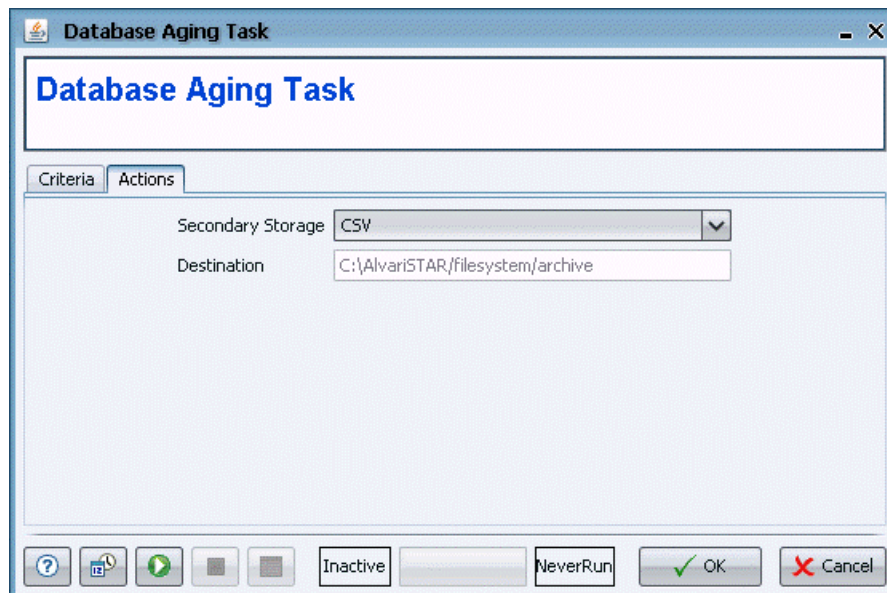 Database Aging Task
Database Aging Task
Criteria Actions
Secondary Storage CSV
Destination C:\AlvariSTAR/filesystem/archive
? 12 Inactive NeverRun OK Cancel